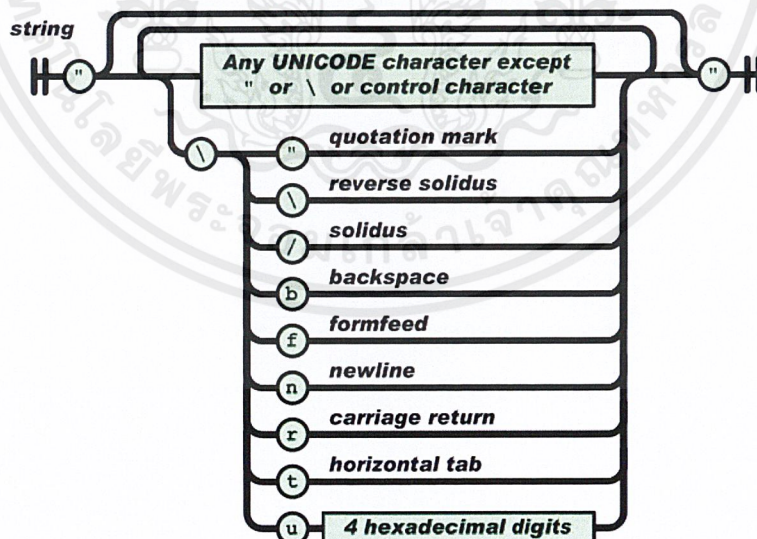 string
" Any UNICODE character except "
" or \ or control character
\ " quotation mark
\ reverse solidus
/ solidus
b backspace
f formfeed
n newline
r carriage return
t horizontal tab
u 4 hexadecimal digits